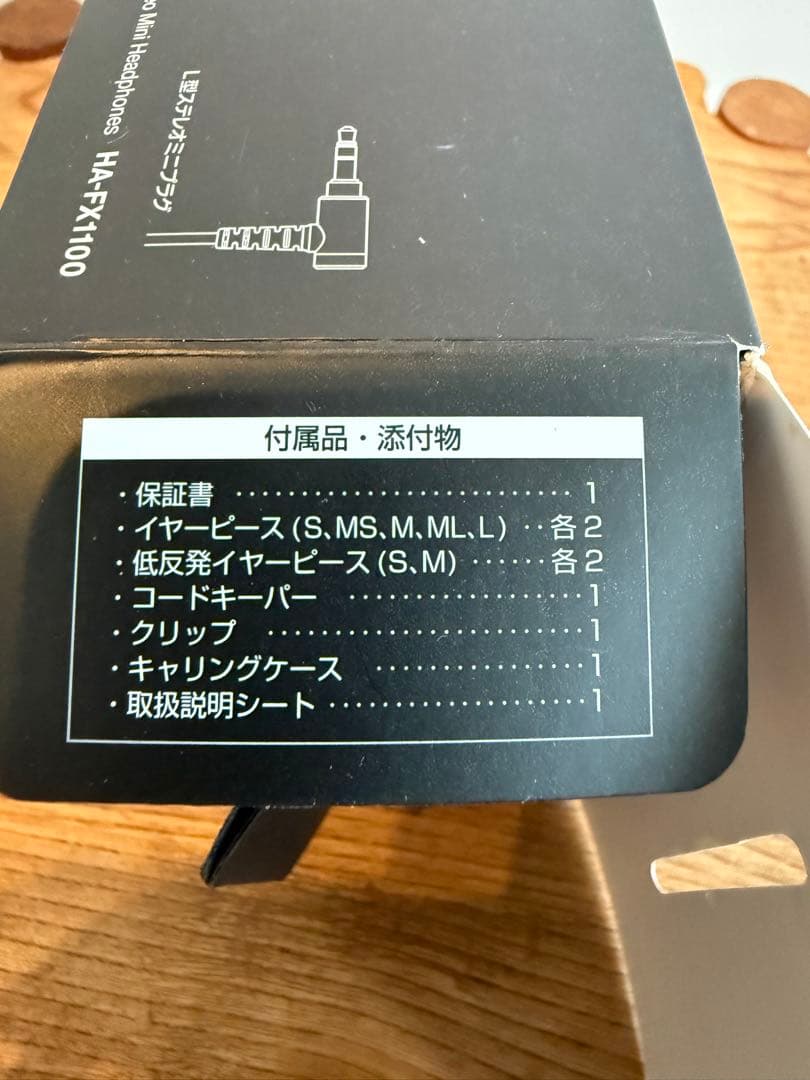 Mini Headphones HA-FX1100
L型ステレオミニプラグ
付属品・添付物
・保証書 ･････････････････････････ 1
・イヤーピース(S、MS、M、ML、L) ･･各2
・低反発イヤーピース(S、M) ･･････各2
・コードキーパー ･･････････････････1
・クリップ ････････････････････････1
・キャリングケース ････････････････1
・取扱説明シート ････････････････････1